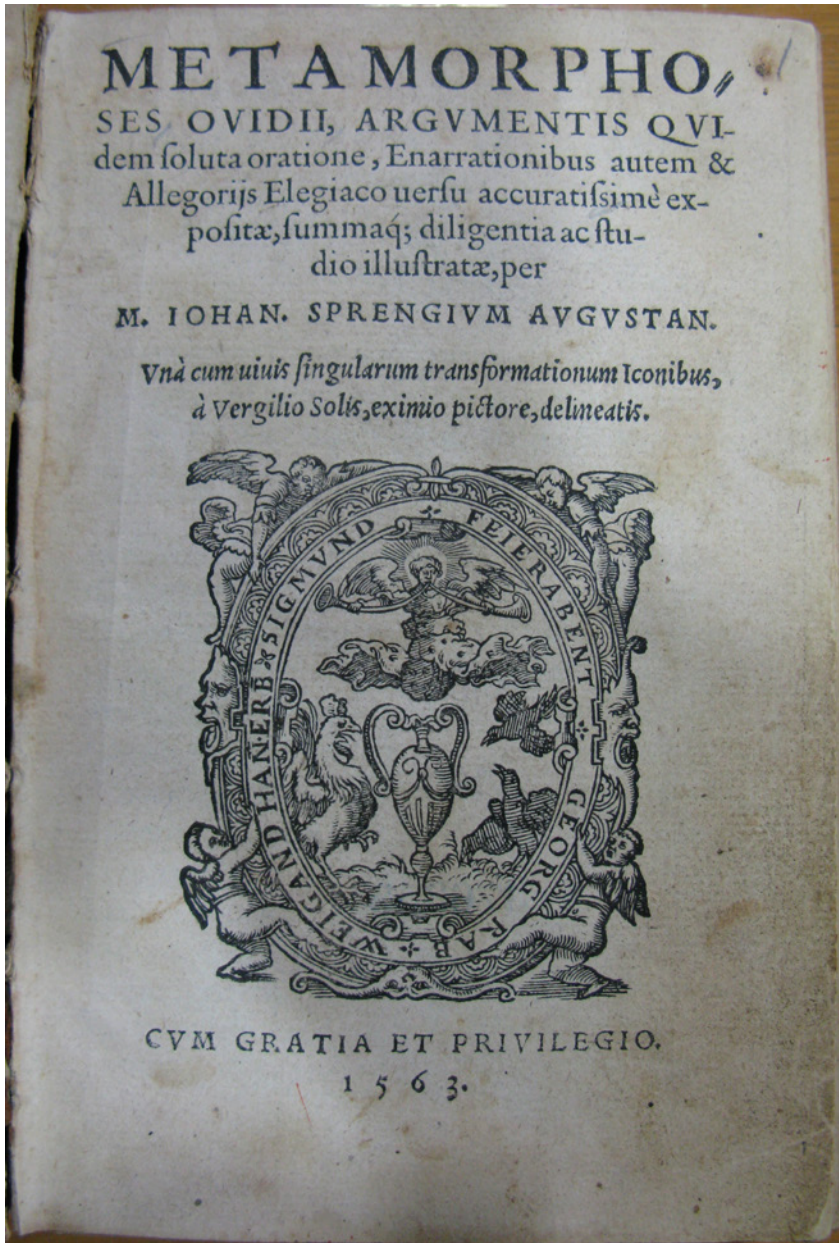 METAMORPHO⸗
SES OVIDII, ARGVMENTIS QVI-
dem ſoluta oratione, Enarrationibus autem &
Allegorijs Elegiaco uerſu accuratiſsimè ex-
poſitæ, ſummaq́; diligentia ac ſtu-
dio illuſtratæ, per
M. IOHAN. SPRENGIVM AVGVSTAN.
Vnà cum uiuis ſingularum transformationum Iconibus,
à Vergilio Solis, eximio pictore, delineatis.
SIGMVND FEIERABENT
GEORG RAB
WEIGAND HAN. ERB
CVM GRATIA ET PRIVILEGIO.
1563.